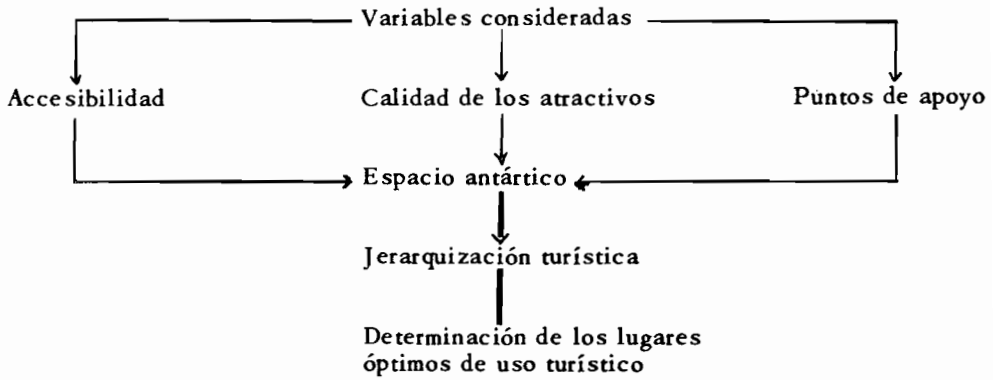 Variables consideradas
Accesibilidad
Calidad de los atractivos
Puntos de apoyo
Espacio antártico
Jerarquización turística
Determinación de los lugares
óptimos de uso turístico